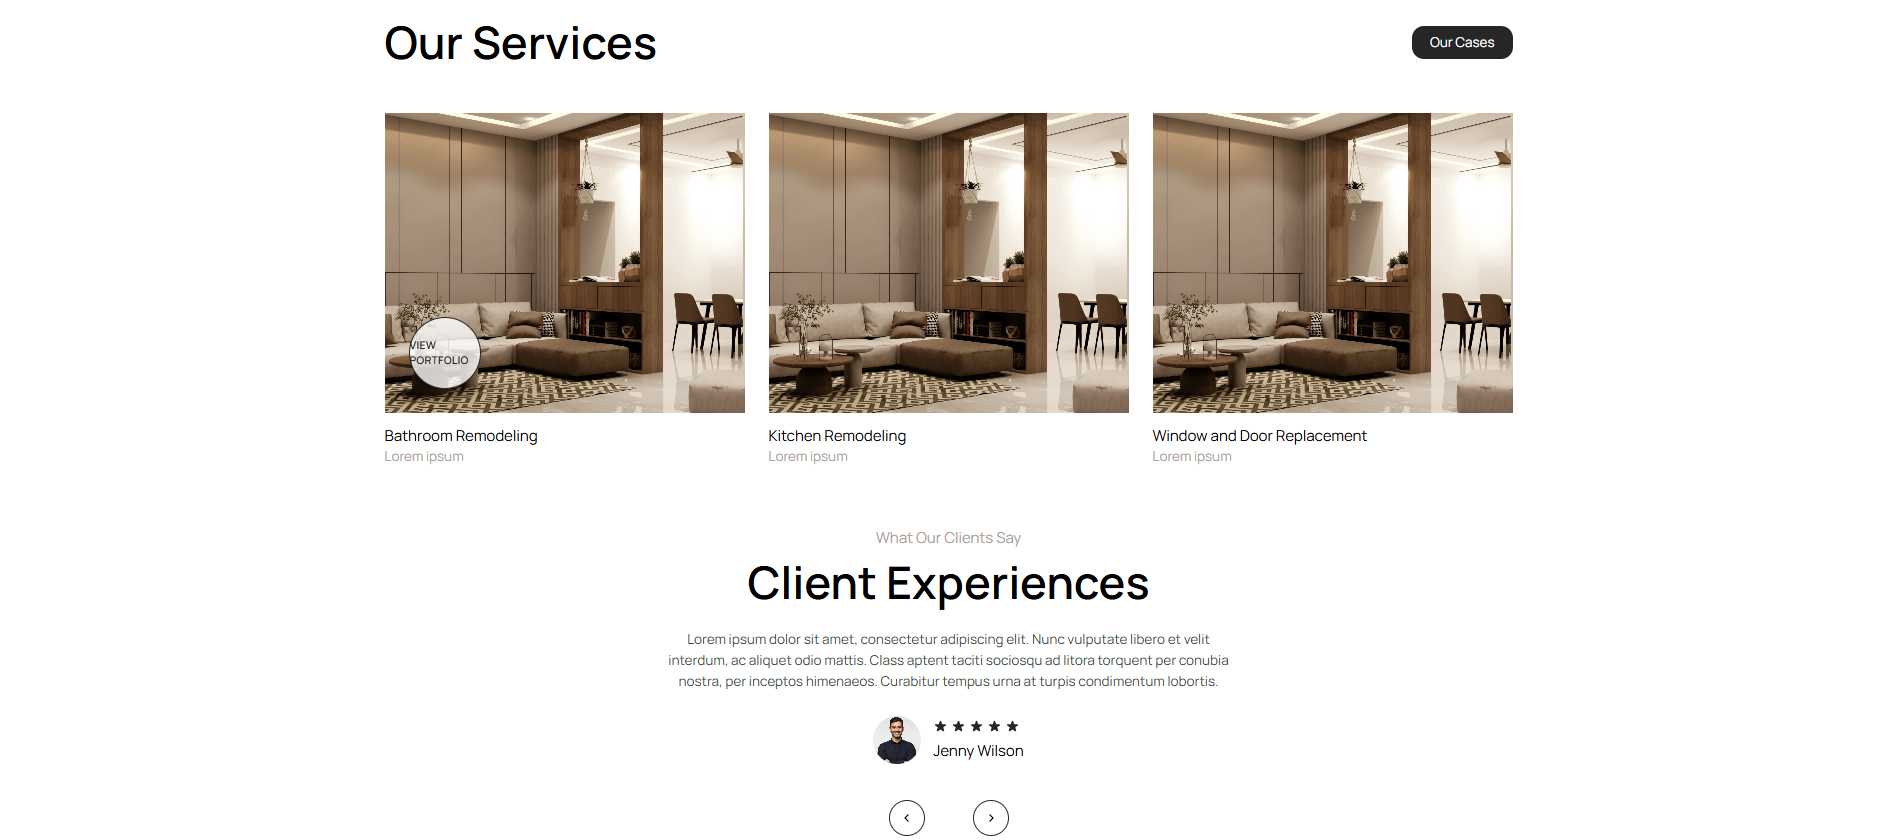 Our Services
Our Cases
VIEW
PORTFOLIO
Bathroom Remodeling
Lorem ipsum
Kitchen Remodeling
Lorem ipsum
Window and Door Replacement
Lorem ipsum
What Our Clients Say
Client Experiences
Lorem ipsum dolor sit amet, consectetur adipiscing elit. Nunc vulputate libero et velit
interdum, ac aliquet odio mattis. Class aptent taciti sociosqu ad litora torquent per conubia
nostra, per inceptos himenaeos. Curabitur tempus urna at turpis condimentum lobortis.
Jenny Wilson